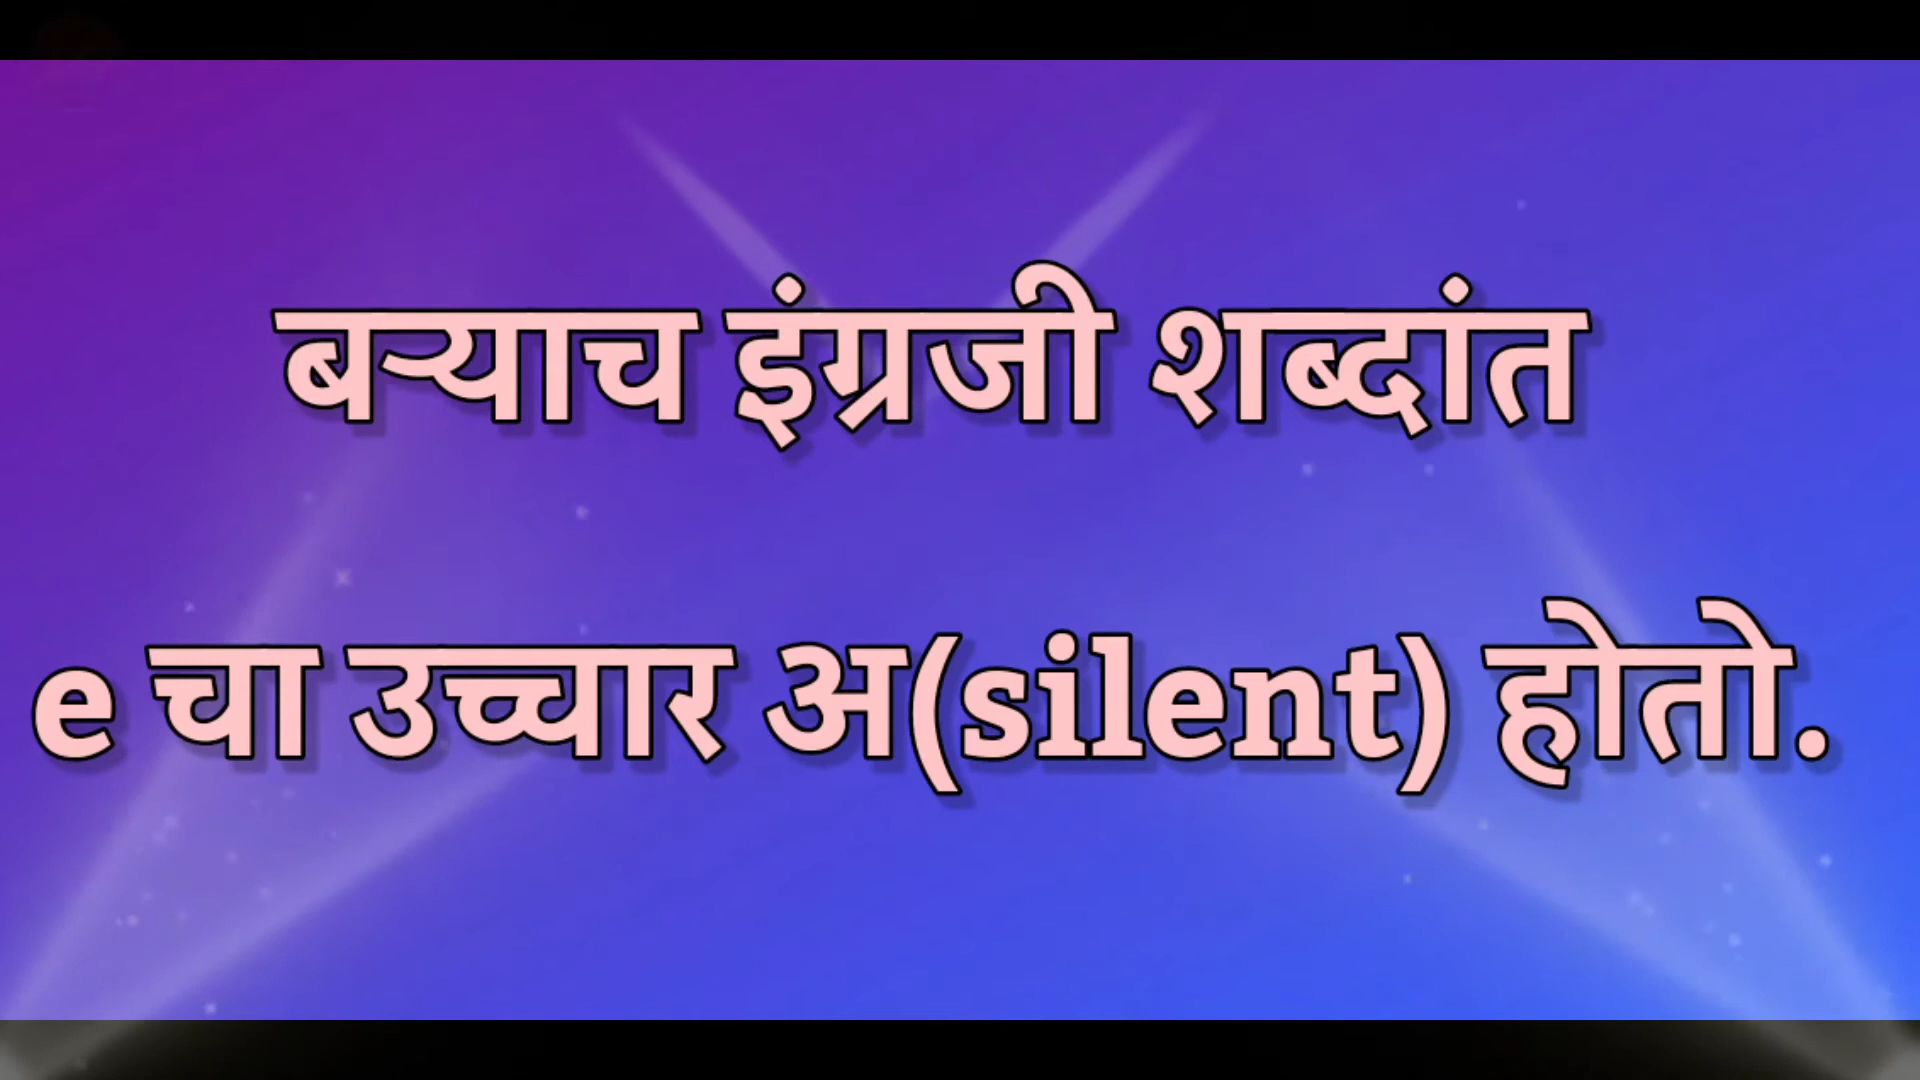 बऱ्याच इंग्रजी शब्दांत
e चा उच्चार अ(silent) होतो.